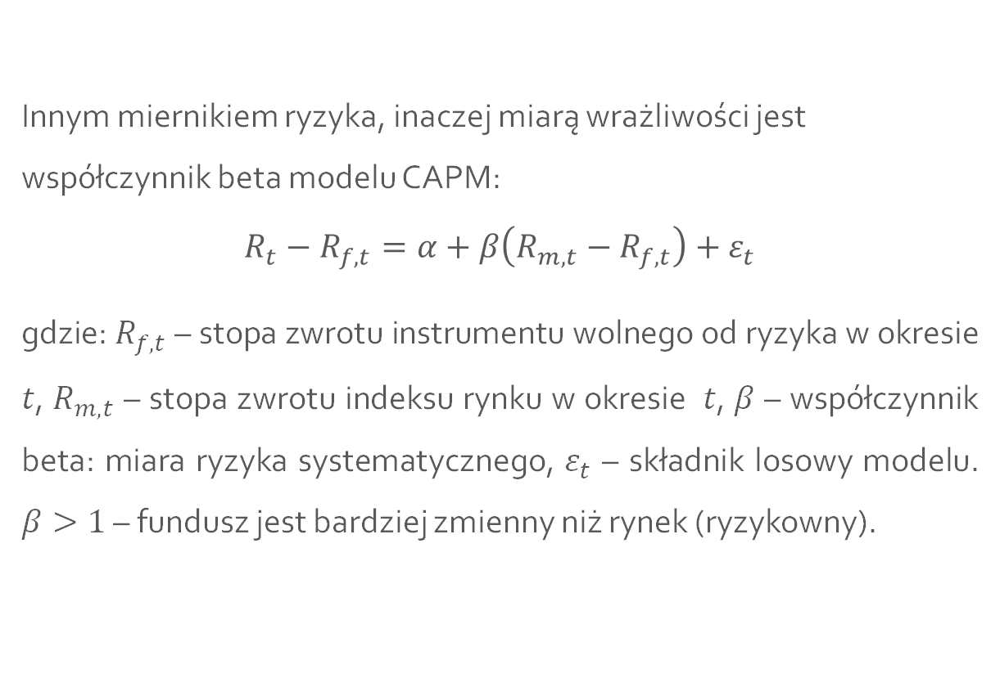 Innym miernikiem ryzyka, inaczej miarą wrażliwości jest
współczynnik beta modelu CAPM:
$R_t - R_{f,t} = \alpha + \beta(R_{m,t} - R_{f,t}) + \varepsilon_t$
gdzie: $R_{f,t}$ – stopa zwrotu instrumentu wolnego od ryzyka w okresie
$t$, $R_{m,t}$ – stopa zwrotu indeksu rynku w okresie $t$, $\beta$ – współczynnik
beta: miara ryzyka systematycznego, $\varepsilon_t$ – składnik losowy modelu.
$\beta > 1$ – fundusz jest bardziej zmienny niż rynek (ryzykowny).